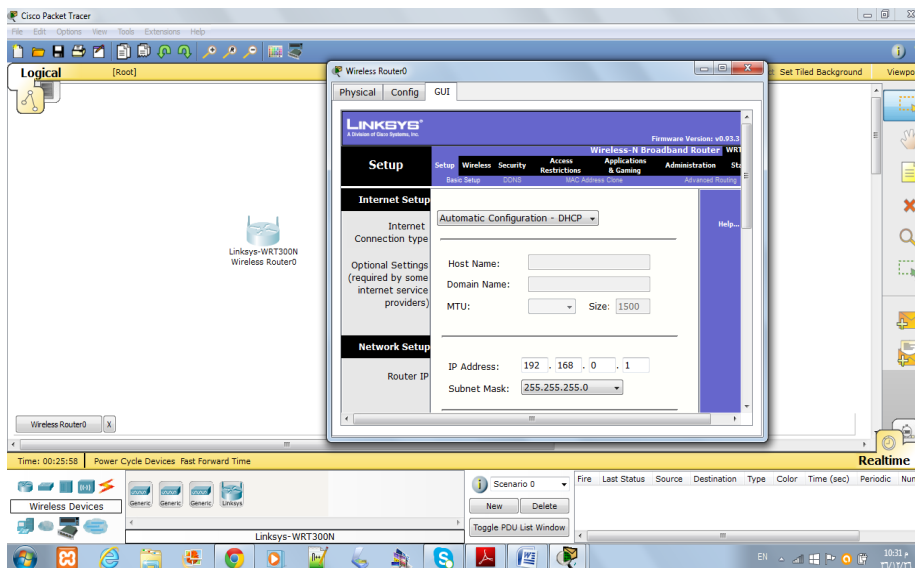 Cisco Packet Tracer
File Edit Options View Tools Extensions Help
Logical
[Root]
Set Tiled Background
Viewpo
Wireless Router0
Physical Config GUI
LINKSYS®
A Division of Cisco Systems, Inc.
Firmware Version: v0.93.3
Wireless-N Broadband Router WRT
Setup
Setup Wireless Security Access Restrictions Applications & Gaming Administration Sta
Basic Setup DDNS MAC Address Clone Advanced Routing
Internet Setup
Internet Connection type
Automatic Configuration - DHCP
Help...
Optional Settings
(required by some
internet service
providers)
Host Name:
Domain Name:
MTU: Size: 1500
Network Setup
Router IP
IP Address: 192 . 168 . 0 . 1
Subnet Mask: 255.255.255.0
Linksys-WRT300N
Wireless Router0
Wireless Router0 X
Time: 00:25:58 Power Cycle Devices Fast Forward Time
Realtime
Wireless Devices
Generic Generic Generic Linksys
Linksys-WRT300N
Scenario 0
New Delete
Toggle PDU List Window
Fire Last Status Source Destination Type Color Time (sec) Periodic Num
EN
10:31 م